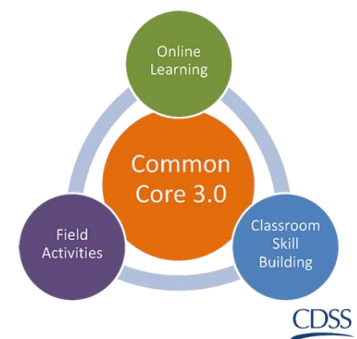 Online
Learning
Common
Core 3.0
Field
Activities
Classroom
Skill
Building
CDSS